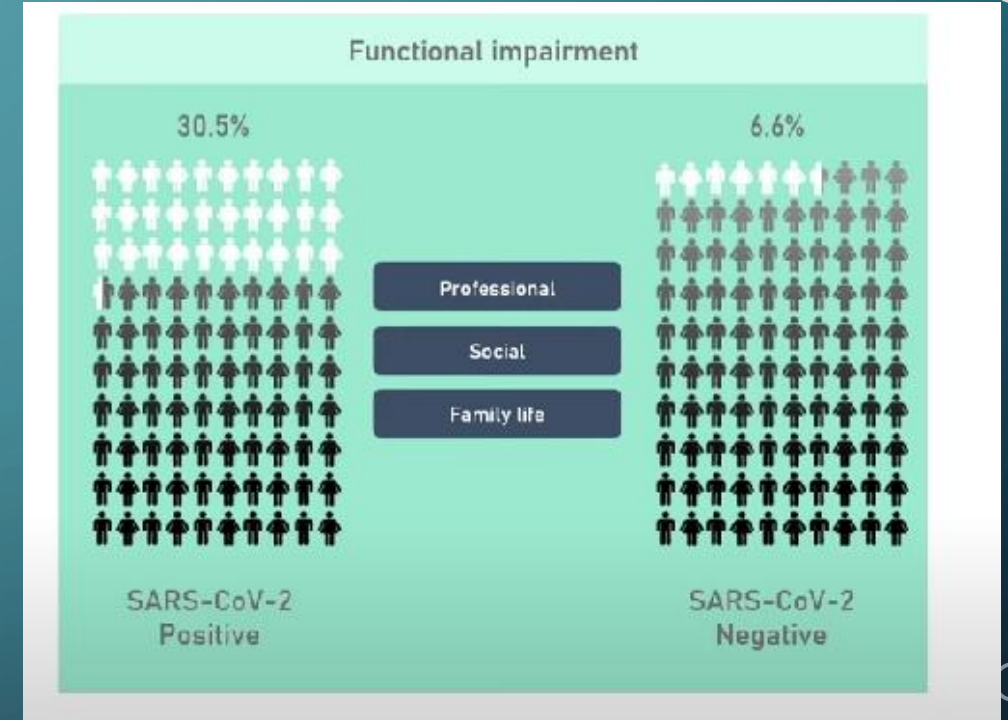 Functional impairment
30.5%
6.6%
Professional
Social
Family life
SARS-CoV-2
Positive
SARS-CoV-2
Negative